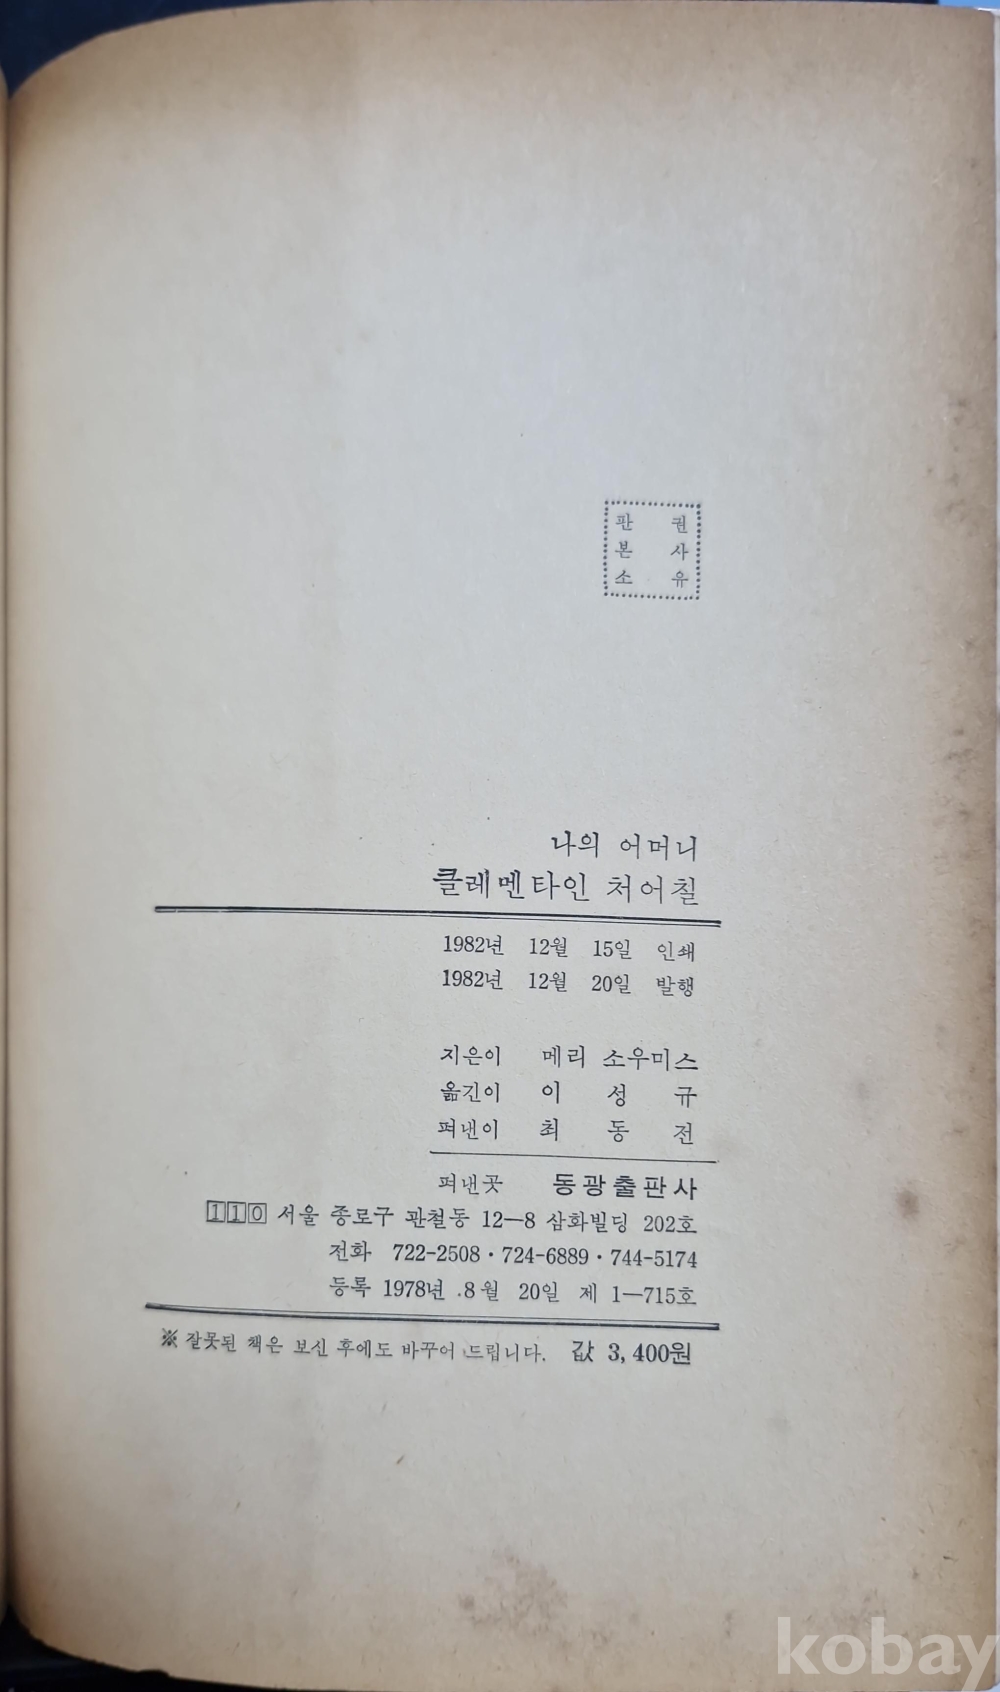 판 권
본 사
소 유
나의 어머니
클레멘타인 처어칠
1982년 12월 15일 인쇄
1982년 12월 20일 발행
지은이 메리 소우미스
옮긴이 이 성 규
펴낸이 최 동 전
펴낸곳 동광출판사
110 서울 종로구 관철동 12—8 삼화빌딩 202호
전화 722-2508·724-6889·744-5174
등록 1978년 .8월 20일 제 1—715호
※ 잘못된 책은 보신 후에도 바꾸어 드립니다. 값 3,400원
kobay